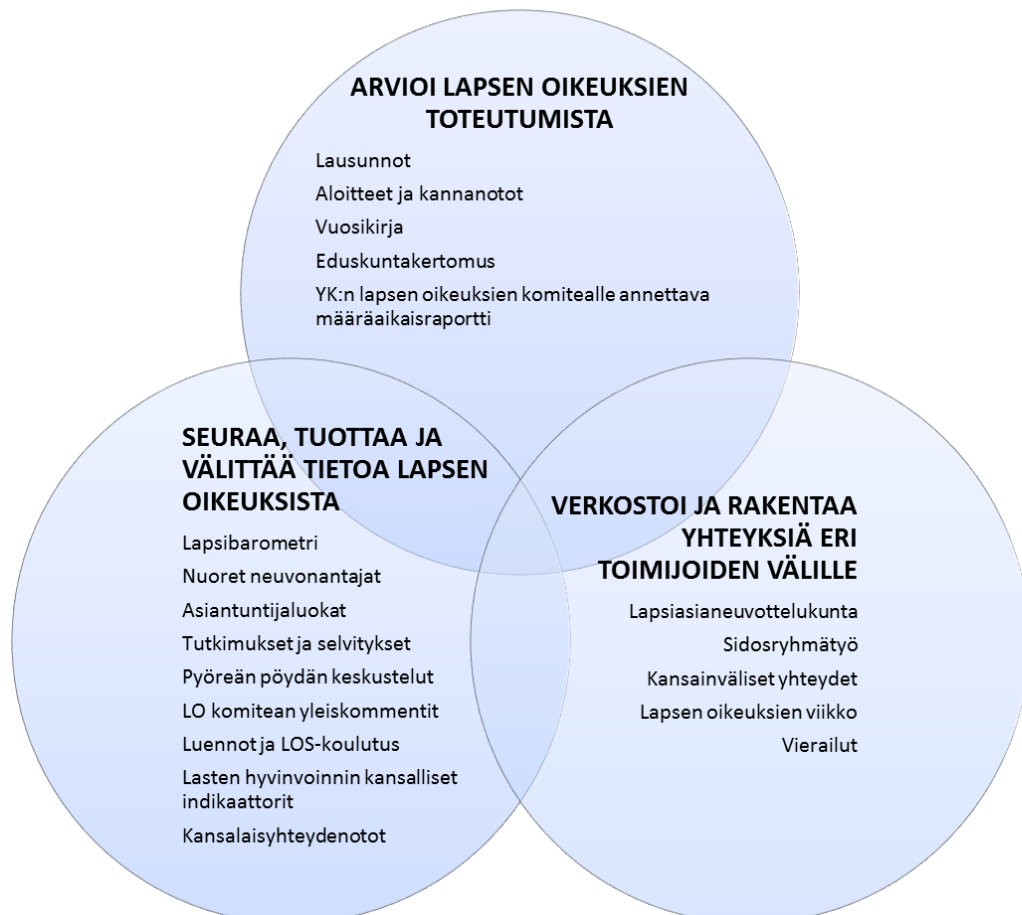 ARVIOI LAPSEN OIKEUKSIEN
TOTEUTUMISTA
Lausunnot
Aloitteet ja kannanotot
Vuosikirja
Eduskuntakertomus
YK:n lapsen oikeuksien komitealle annettava
määräaikaisraportti
SEURAA, TUOTTAA JA
VÄLITTÄÄ TIETOA LAPSEN
OIKEUKSISTA
Lapsibarometri
Nuoret neuvonantajat
Asiantuntijaluokat
Tutkimukset ja selvitykset
Pyöreän pöydän keskustelut
LO komitean yleiskommentit
Luennot ja LOS-koulutus
Lasten hyvinvoinnin kansalliset
indikaattorit
Kansalaisyhteydenotot
VERKOSTOI JA RAKENTAA
YHTEYKSIÄ ERI
TOIMIJOIDEN VÄLILLE
Lapsiasianeuvottelukunta
Sidosryhmätyö
Kansainväliset yhteydet
Lapsen oikeuksien viikko
Vierailut